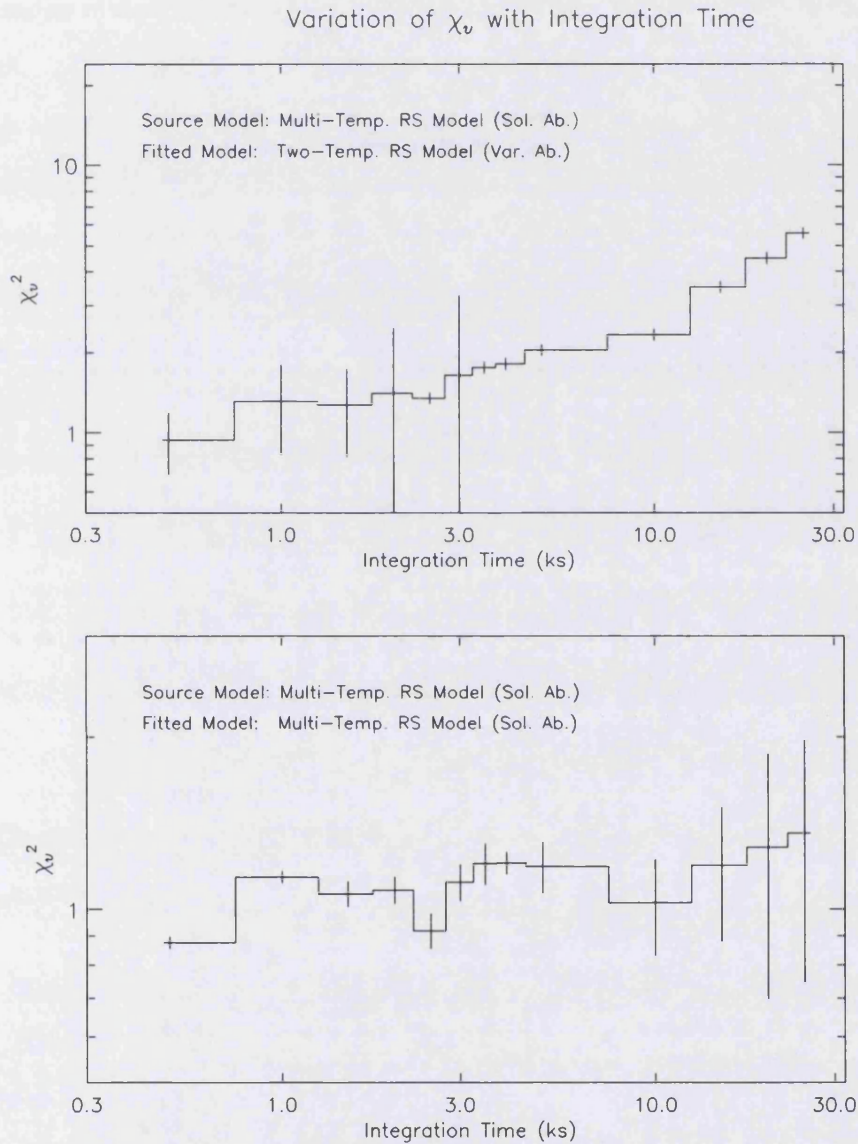 Variation of χν with Integration Time
Source Model: Multi-Temp. RS Model (Sol. Ab.)
Fitted Model: Two-Temp. RS Model (Var. Ab.)
10
1
χν²
0.3 1.0 3.0 10.0 30.0
Integration Time (ks)
Source Model: Multi-Temp. RS Model (Sol. Ab.)
Fitted Model: Multi-Temp. RS Model (Sol. Ab.)
1
χν²
0.3 1.0 3.0 10.0 30.0
Integration Time (ks)